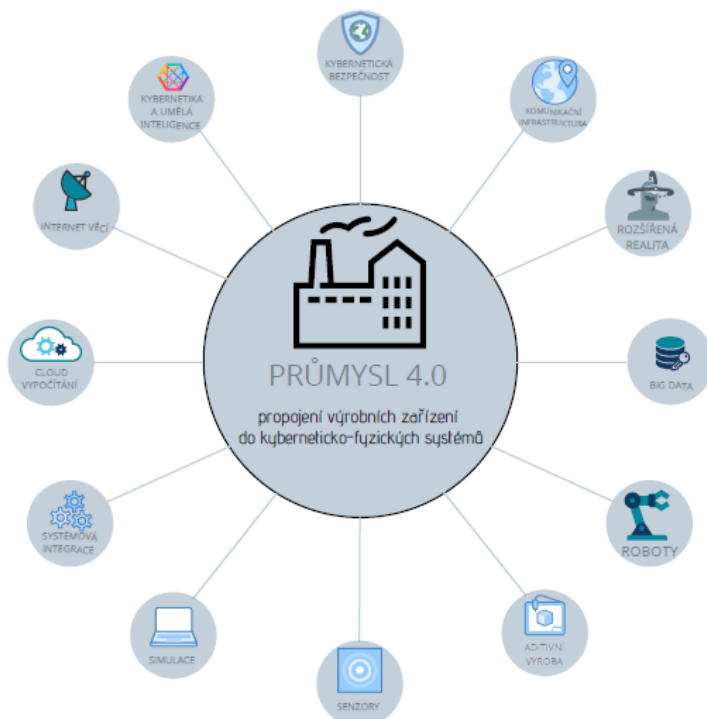 KYBERNETICKÁ
BEZPEČNOST
KOMUNIKAČNÍ
INFRASTRUKTURA
ROZŠÍŘENÁ
REALITA
BIG DATA
ROBOTY
ADITIVNÍ
VÝROBA
SENZORY
SIMULACE
SYSTÉMOVÁ
INTEGRACE
CLOUD
VYPOČÍTÁNÍ
INTERNET VĚCÍ
KYBERNETIKA
A UMĚLÁ
INTELIGENCE
PRŮMYSL 4.0
propojení výrobních zařízení
do kyberneticko-fyzických systémů